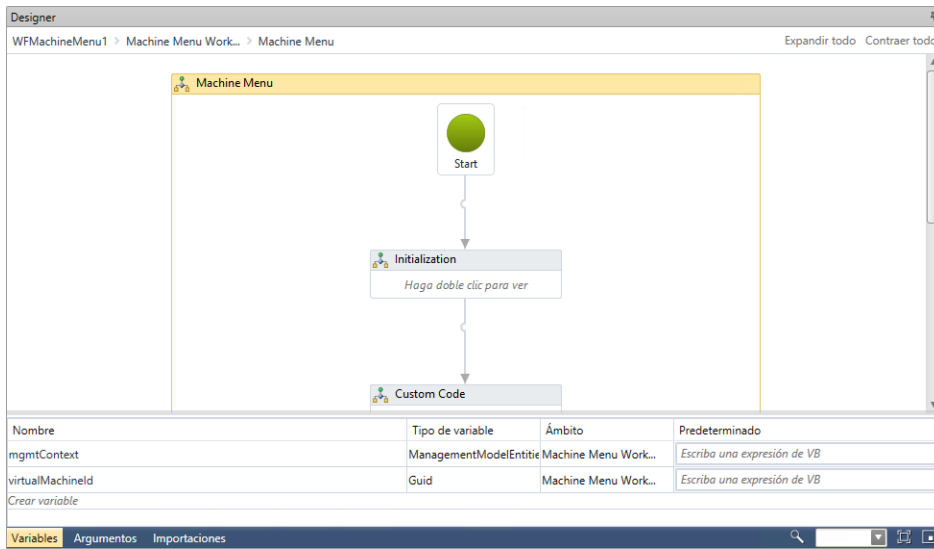 Designer
WFMachineMenu1 > Machine Menu Work... > Machine Menu Expandir todo Contraer todo
Machine Menu
Start
Initialization
Haga doble clic para ver
Custom Code
Nombre Tipo de variable Ámbito Predeterminado
mgmtContext ManagementModelEntitie Machine Menu Work... Escriba una expresión de VB
virtualMachineId Guid Machine Menu Work... Escriba una expresión de VB
Crear variable
Variables Argumentos Importaciones